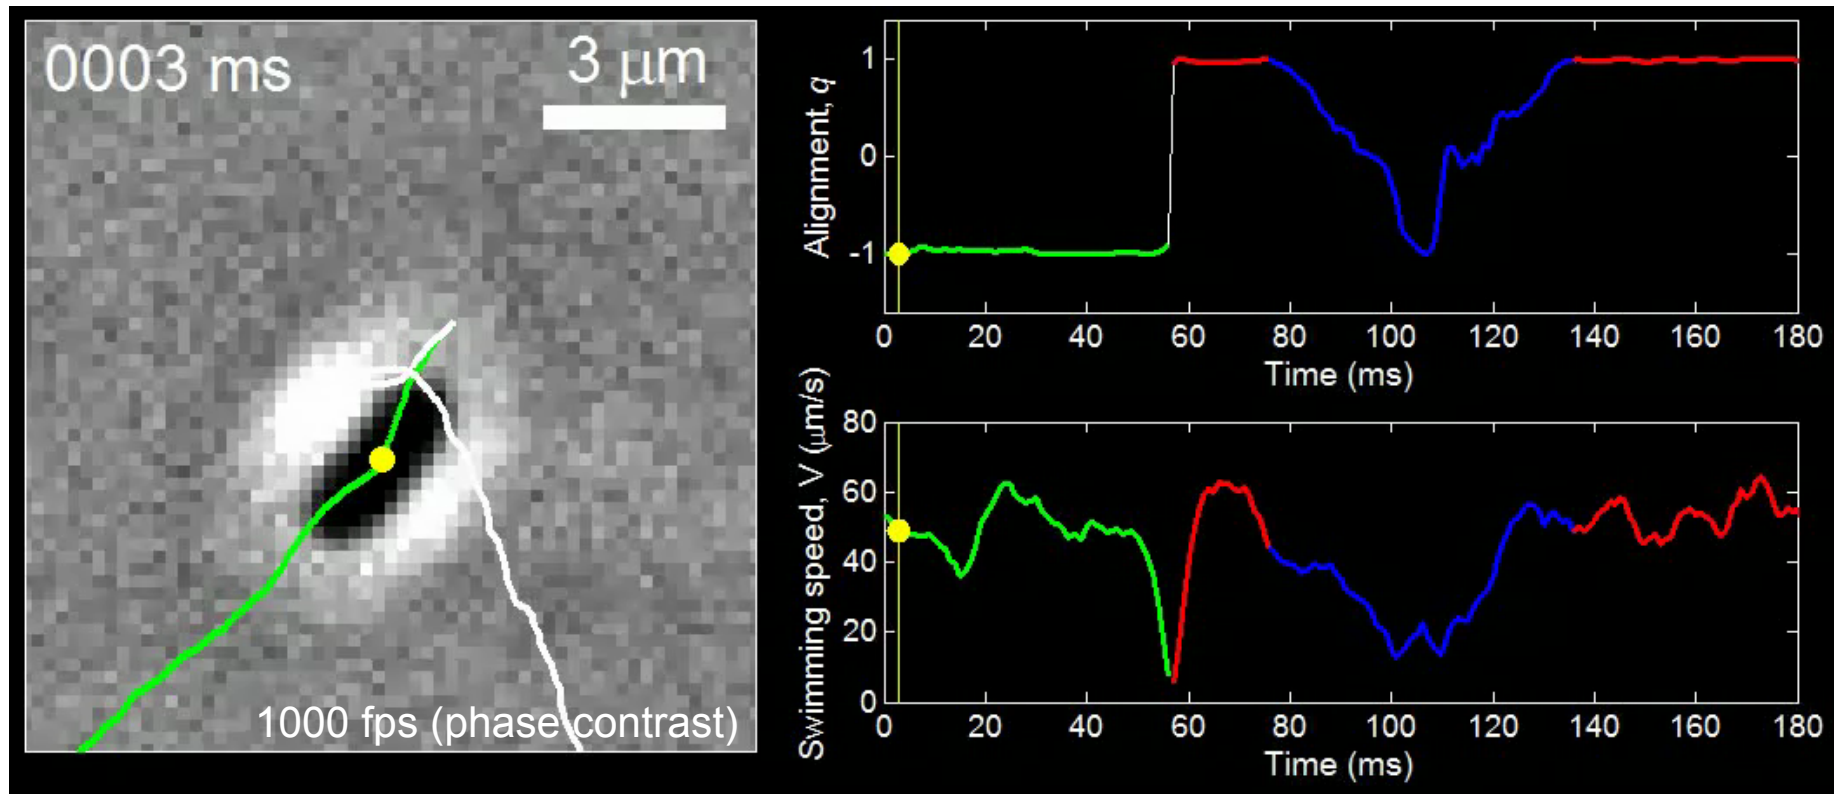 0003 ms
3 μm
1000 fps (phase contrast)
Alignment, q
1
0
-1
0 20 40 60 80 100 120 140 160 180
Time (ms)
Swimming speed, V (μm/s)
80
60
40
20
0
0 20 40 60 80 100 120 140 160 180
Time (ms)